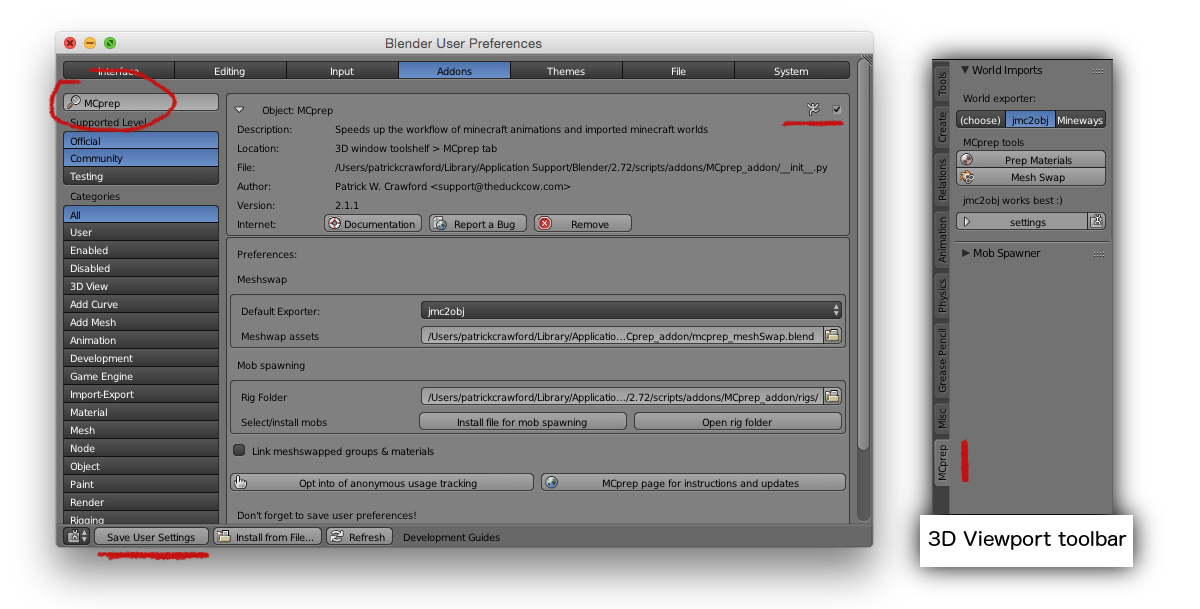 Blender User Preferences
Interface Editing Input Addons Themes File System
MCprep
Supported Level
Official
Community
Testing
Categories
All
User
Enabled
Disabled
3D View
Add Curve
Add Mesh
Animation
Development
Game Engine
Import-Export
Material
Mesh
Node
Object
Paint
Render
Rigging
Object: MCprep
Description: Speeds up the workflow of minecraft animations and imported minecraft worlds
Location: 3D window toolshelf > MCprep tab
File: /Users/patrickcrawford/Library/Application Support/Blender/2.72/scripts/addons/MCprep_addon/__init__.py
Author: Patrick W. Crawford <support@theduckcow.com>
Version: 2.1.1
Internet: Documentation Report a Bug Remove
Preferences:
Meshswap
Default Exporter: jmc2obj
Meshwap assets /Users/patrickcrawford/Library/Applicatio...Cprep_addon/mcprep_meshSwap.blend
Mob spawning
Rig Folder /Users/patrickcrawford/Library/Applicatio.../2.72/scripts/addons/MCprep_addon/rigs/
Select/install mobs Install file for mob spawning Open rig folder
Link meshswapped groups & materials
Opt into of anonymous usage tracking MCprep page for instructions and updates
Don't forget to save user preferences!
Save User Settings Install from File... Refresh Development Guides
Tools
Create
Relations
Animation
Physics
Grease Pencil
Misc
MCprep
World Imports
World exporter:
(choose) jmc2obj Mineways
MCprep tools
Prep Materials
Mesh Swap
jmc2obj works best :)
settings
Mob Spawner
3D Viewport toolbar